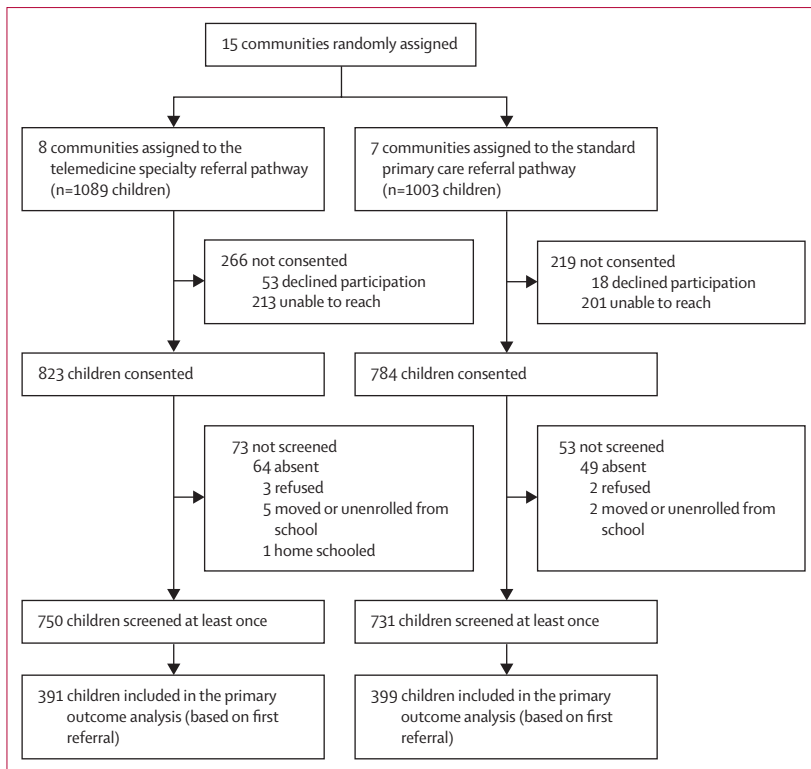 15 communities randomly assigned
8 communities assigned to the
telemedicine specialty referral pathway
(n=1089 children)
7 communities assigned to the standard
primary care referral pathway
(n=1003 children)
266 not consented
53 declined participation
213 unable to reach
219 not consented
18 declined participation
201 unable to reach
823 children consented
784 children consented
73 not screened
64 absent
3 refused
5 moved or unenrolled from
school
1 home schooled
53 not screened
49 absent
2 refused
2 moved or unenrolled from
school
750 children screened at least once
731 children screened at least once
391 children included in the primary
outcome analysis (based on first
referral)
399 children included in the primary
outcome analysis (based on first
referral)